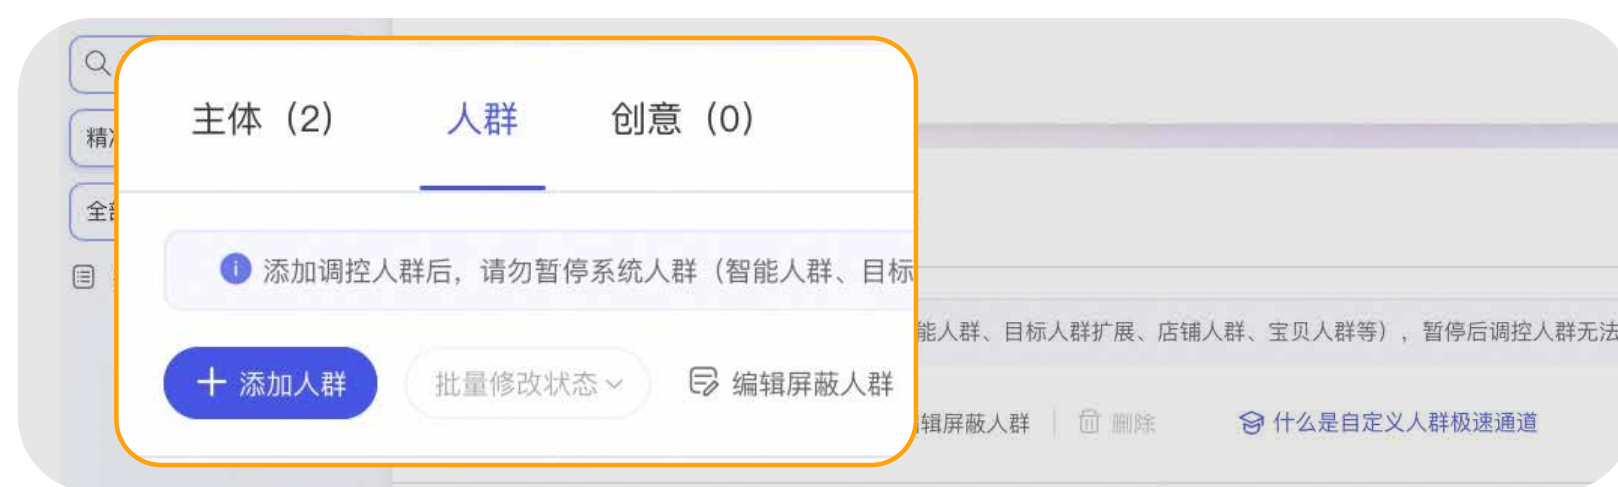 主体（2） 人群 创意（0）
精
全
添加调控人群后，请勿暂停系统人群（智能人群、目标
能人群、目标人群扩展、店铺人群、宝贝人群等），暂停后调控人群无法
添加人群 批量修改状态 编辑屏蔽人群
辑屏蔽人群 删除 什么是自定义人群极速通道